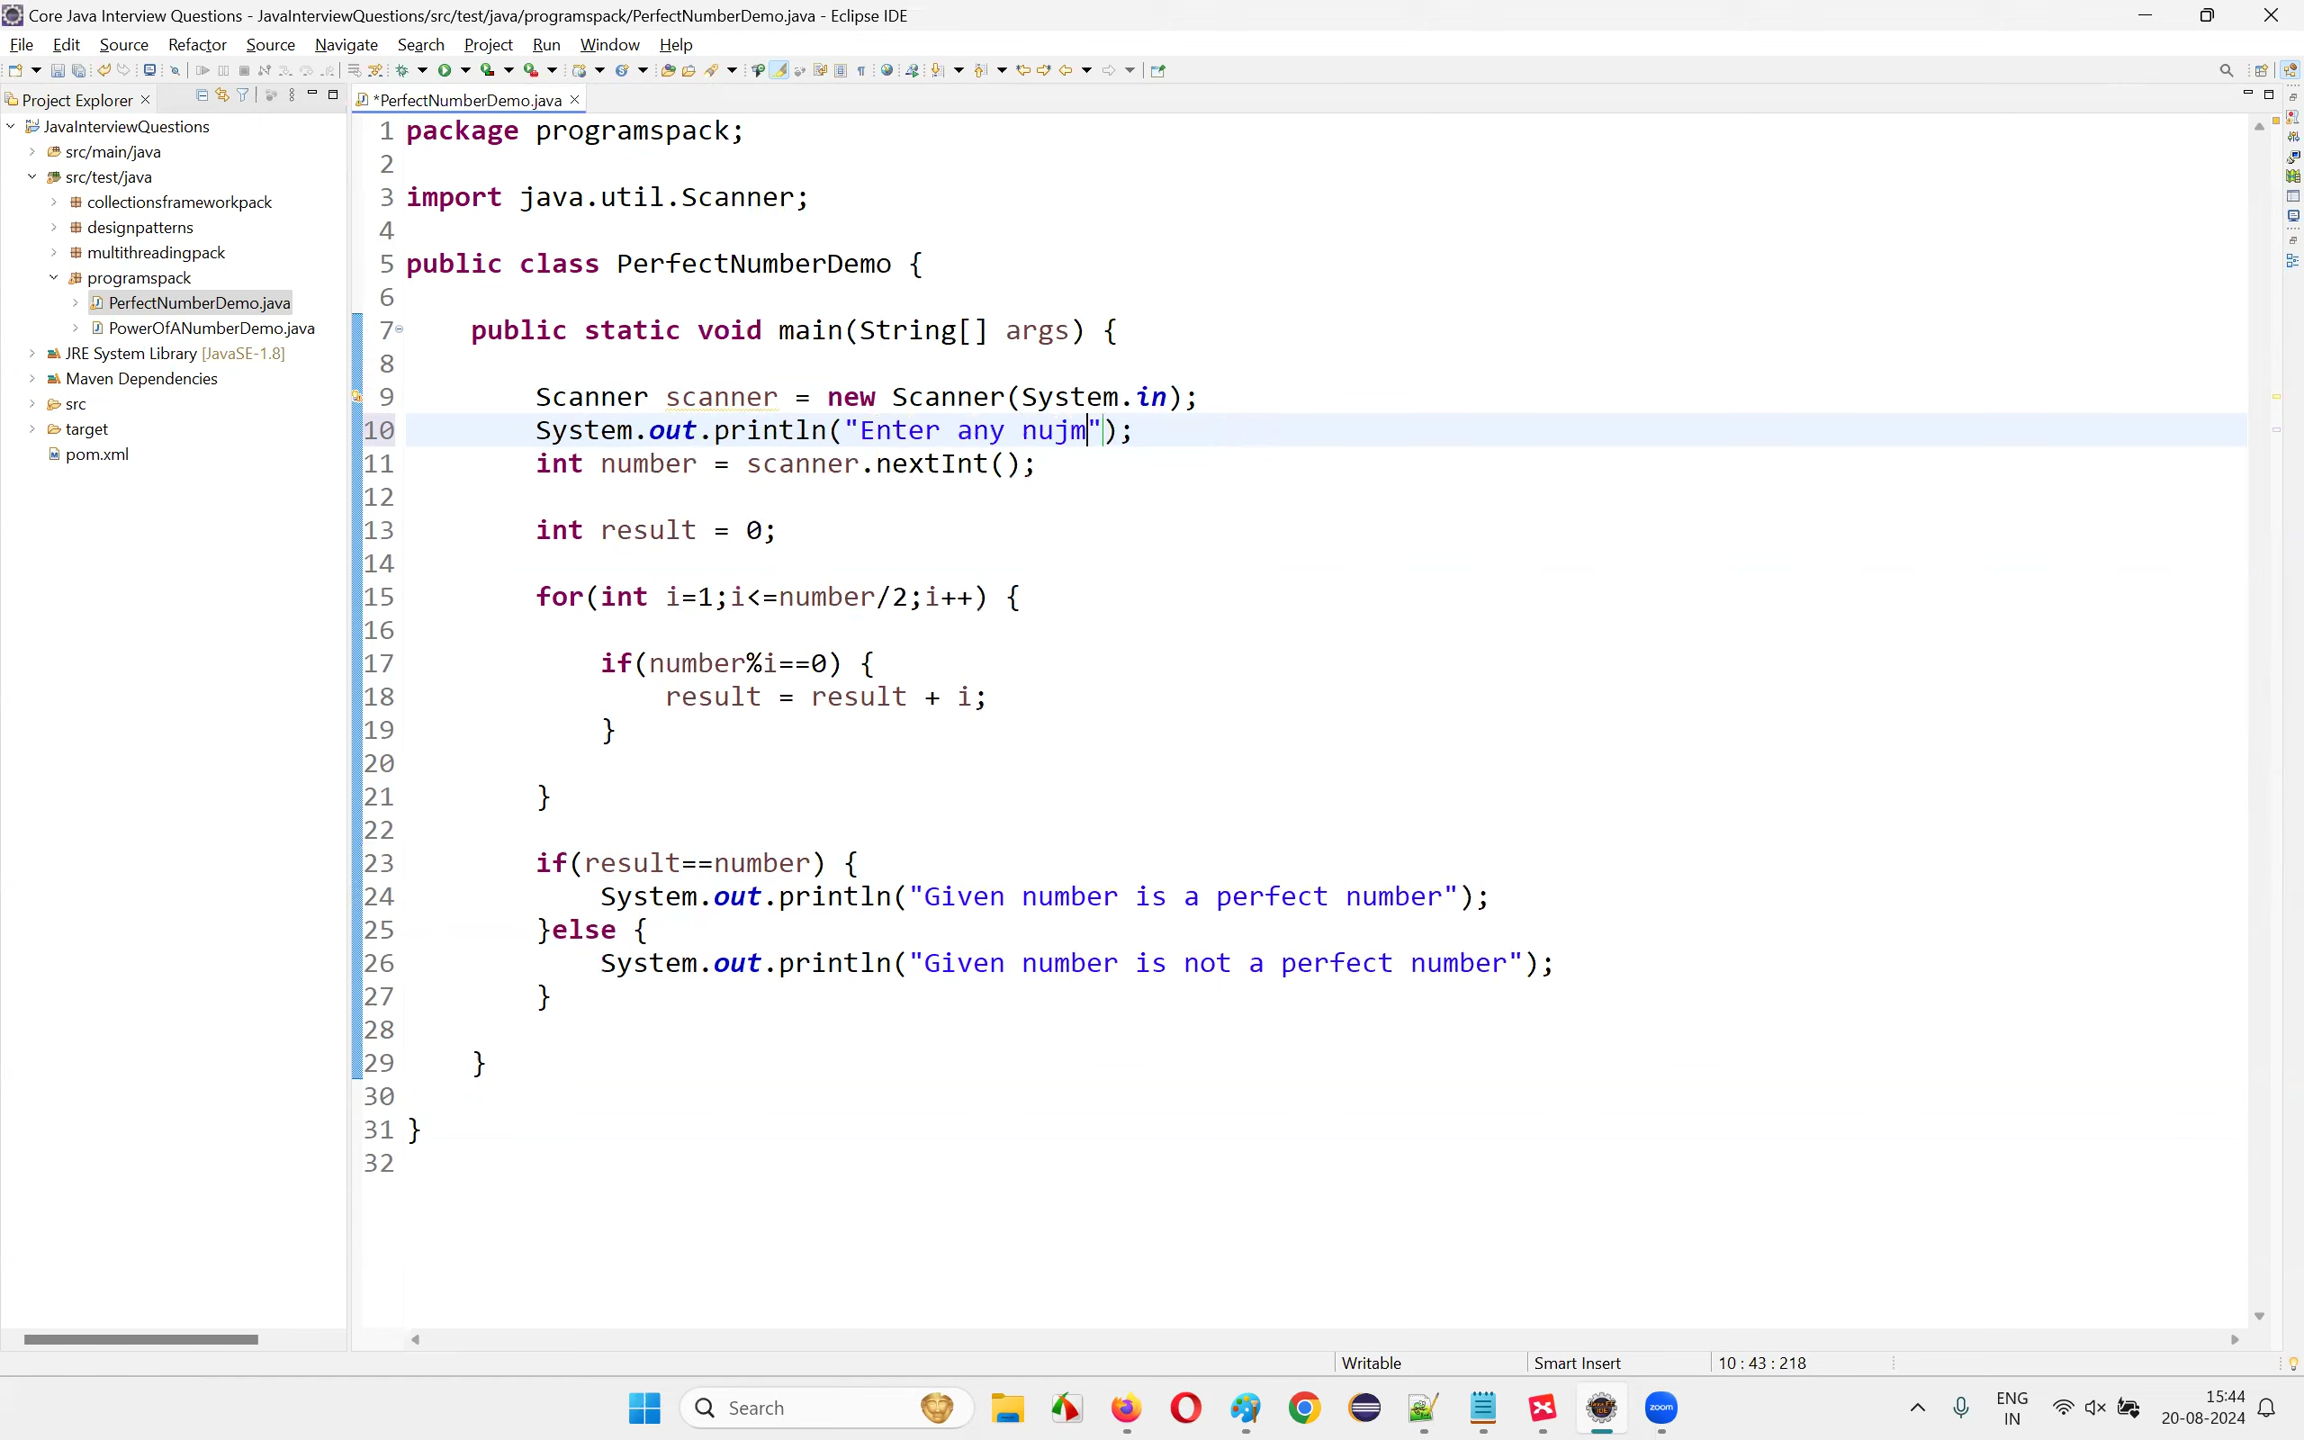 Core Java Interview Questions - JavaInterviewQuestions/src/test/java/programspack/PerfectNumberDemo.java - Eclipse IDE
File Edit Source Refactor Source Navigate Search Project Run Window Help
Project Explorer
*PerfectNumberDemo.java
JavaInterviewQuestions
src/main/java
src/test/java
collectionsframeworkpack
designpatterns
multithreadingpack
programspack
PerfectNumberDemo.java
PowerOfANumberDemo.java
JRE System Library [JavaSE-1.8]
Maven Dependencies
src
target
pom.xml
1 package programspack;
2
3 import java.util.Scanner;
4
5 public class PerfectNumberDemo {
6
7 public static void main(String[] args) {
8
9 Scanner scanner = new Scanner(System.in);
10 System.out.println("Enter any nujm");
11 int number = scanner.nextInt();
12
13 int result = 0;
14
15 for(int i=1;i<=number/2;i++) {
16
17 if(number%i==0) {
18 result = result + i;
19 }
20
21 }
22
23 if(result==number) {
24 System.out.println("Given number is a perfect number");
25 }else {
26 System.out.println("Given number is not a perfect number");
27 }
28
29 }
30
31 }
32
Writable
Smart Insert
10 : 43 : 218
Search
zoom
ENG
IN
15:44
20-08-2024